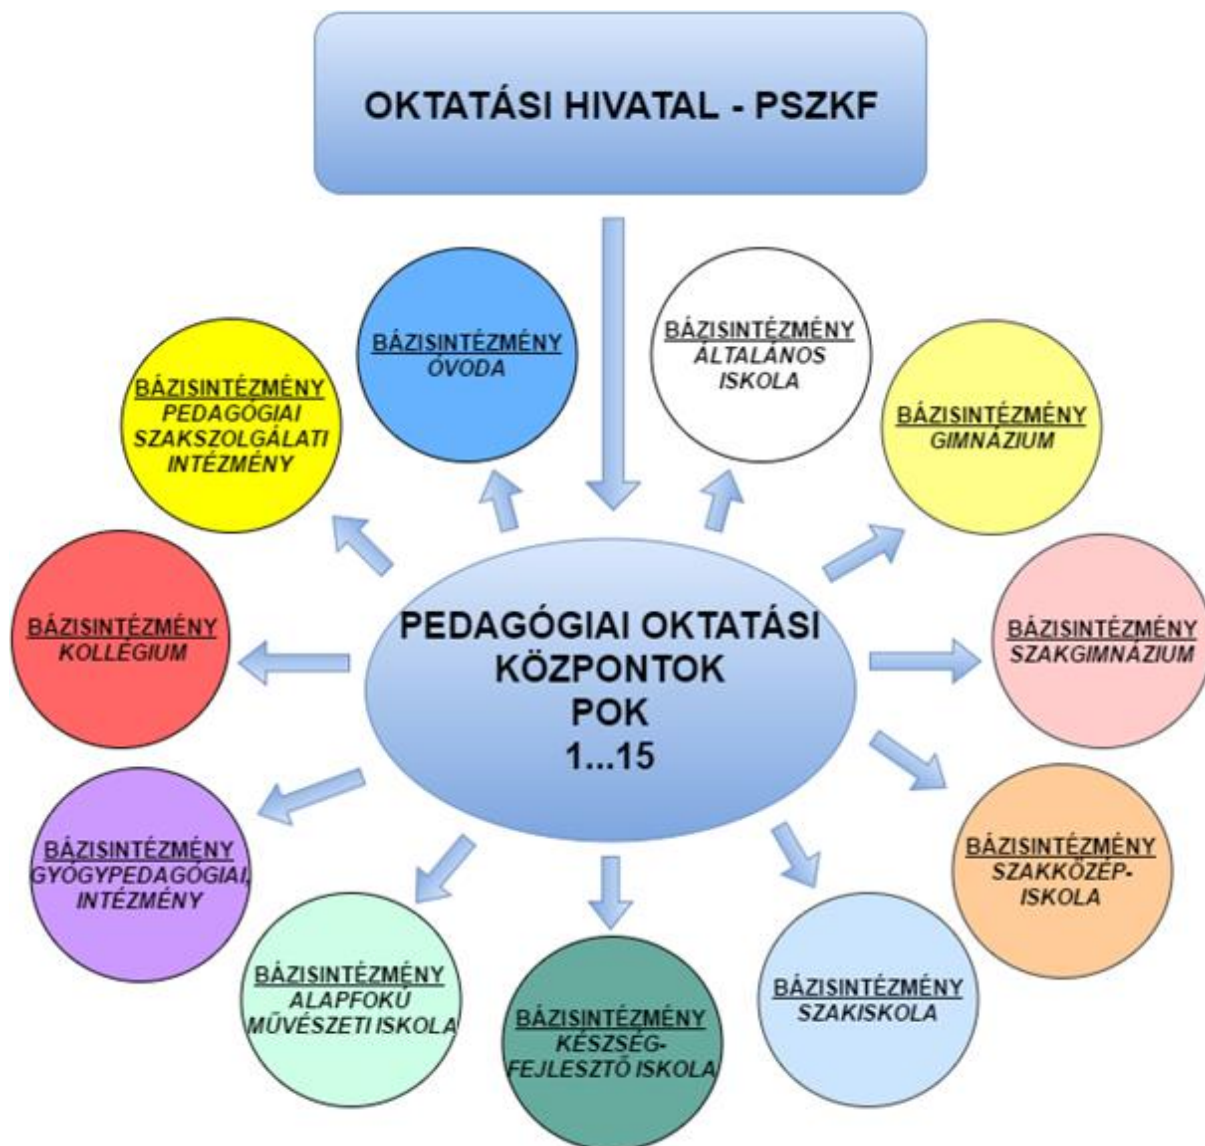 OKTATÁSI HIVATAL - PSZKF
BÁZISINTÉZMÉNY
ÓVODA
BÁZISINTÉZMÉNY
ÁLTALÁNOS
ISKOLA
BÁZISINTÉZMÉNY
GIMNÁZIUM
BÁZISINTÉZMÉNY
SZAKGIMNÁZIUM
BÁZISINTÉZMÉNY
SZAKKÖZÉP-
ISKOLA
BÁZISINTÉZMÉNY
SZAKISKOLA
BÁZISINTÉZMÉNY
KÉSZSÉG-
FEJLESZTŐ ISKOLA
BÁZISINTÉZMÉNY
ALAPFOKÚ
MŰVÉSZETI ISKOLA
BÁZISINTÉZMÉNY
GYÓGYPEDAGÓGIAI,
INTÉZMÉNY
BÁZISINTÉZMÉNY
KOLLÉGIUM
BÁZISINTÉZMÉNY
PEDAGÓGIAI
SZAKSZOLGÁLATI
INTÉZMÉNY
PEDAGÓGIAI OKTATÁSI
KÖZPONTOK
POK
1...15